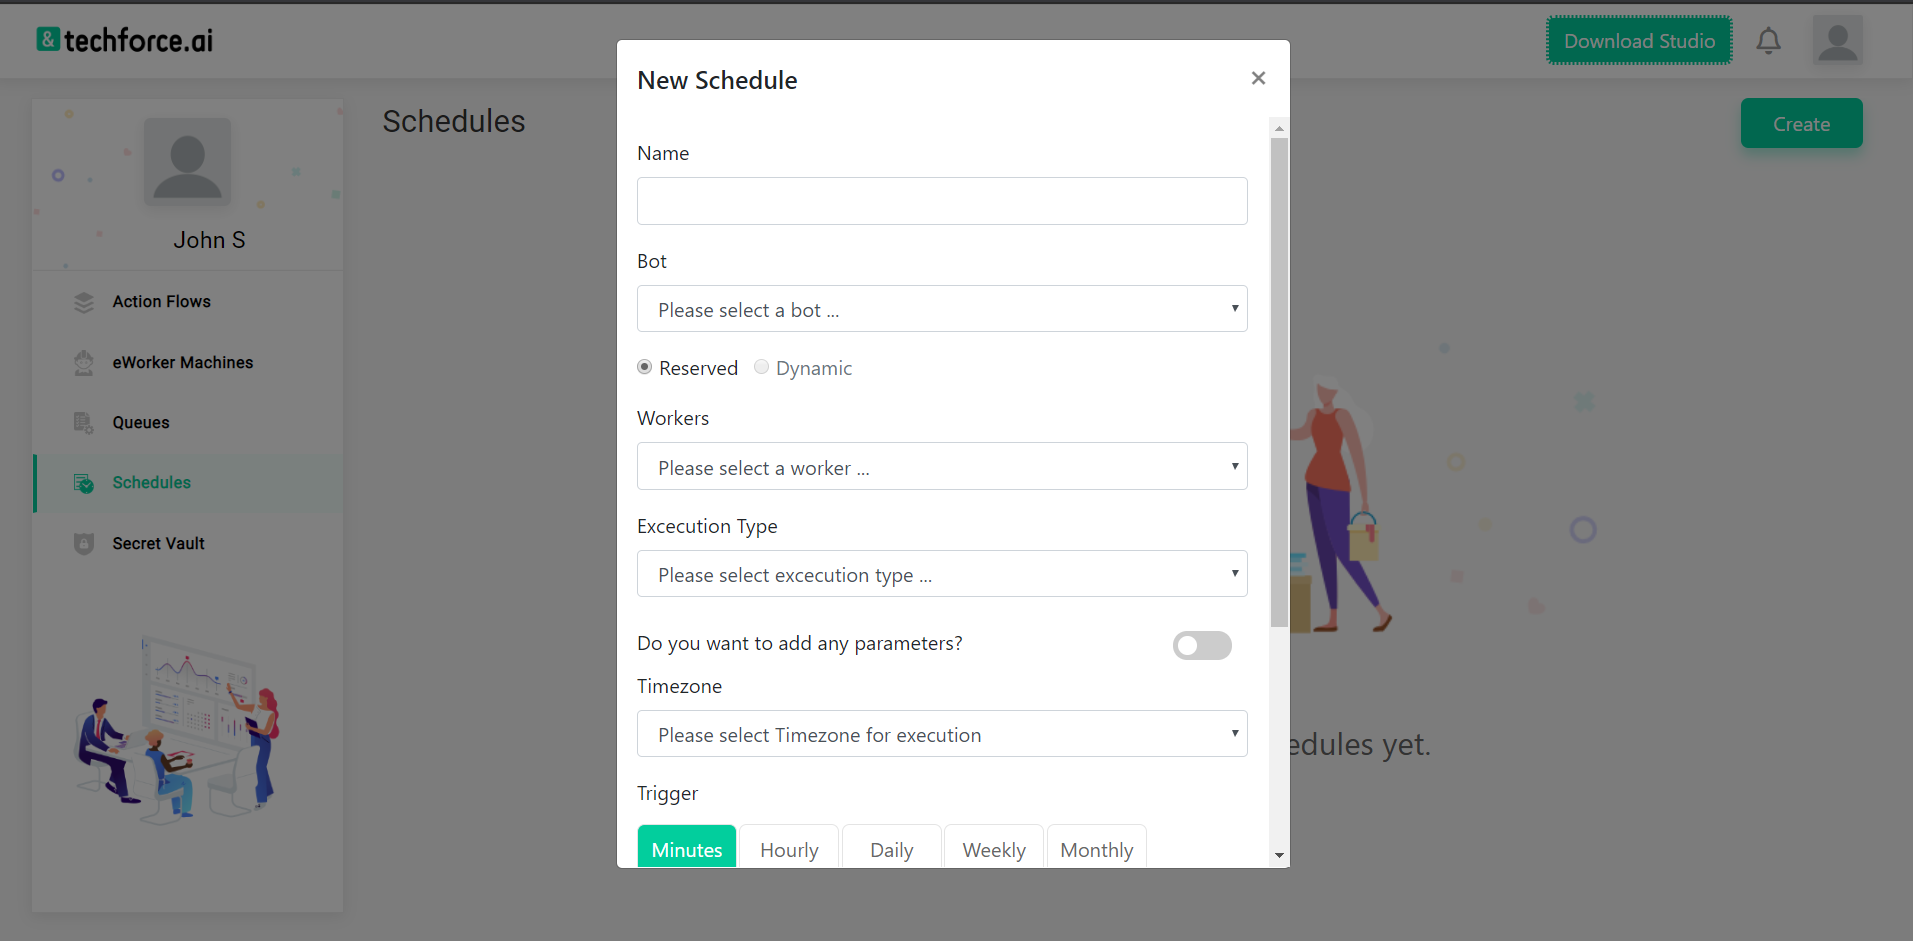 & techforce.ai
Download Studio
New Schedule
×
John S
Action Flows
eWorker Machines
Queues
Schedules
Secret Vault
Schedules
Create
Name
Bot
Please select a bot ...
Reserved Dynamic
Workers
Please select a worker ...
Excecution Type
Please select excecution type ...
Do you want to add any parameters?
Timezone
Please select Timezone for execution
Trigger
Minutes Hourly Daily Weekly Monthly
yet.